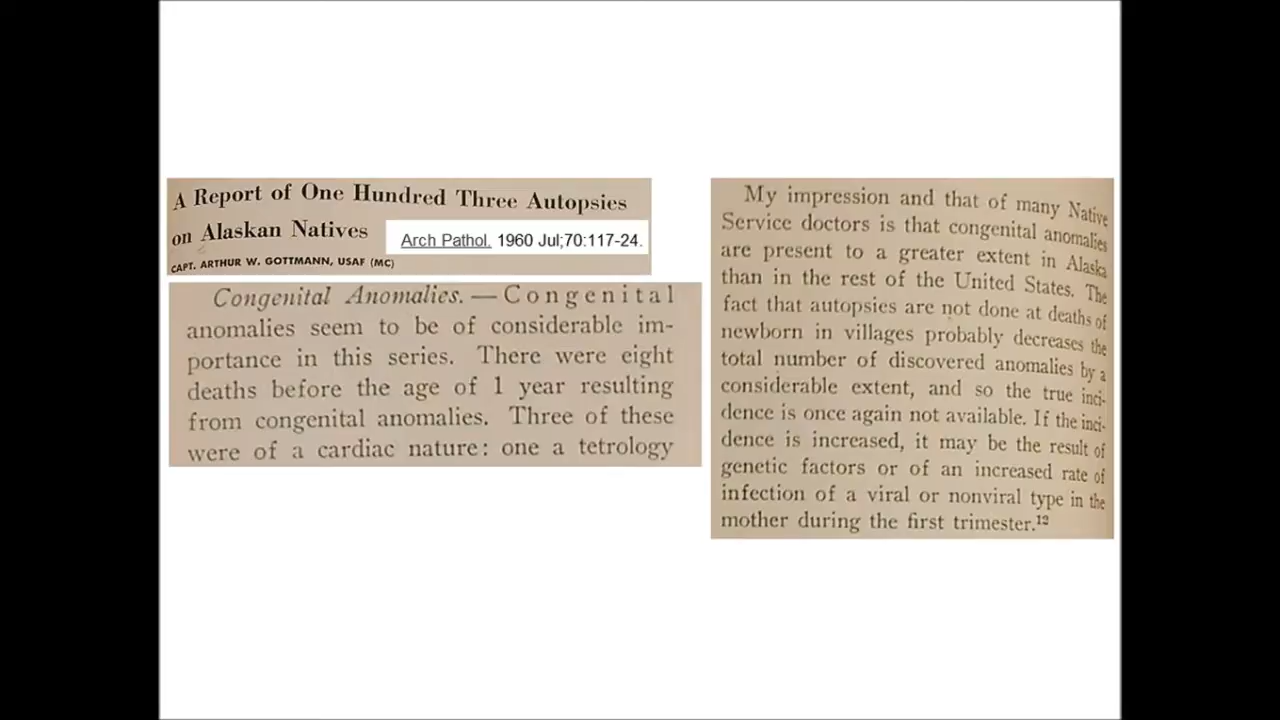 A Report of One Hundred Three Autopsies
on Alaskan Natives
Arch Pathol. 1960 Jul;70:117-24.
CAPT. ARTHUR W. GOTTMANN, USAF (MC)
Congenital Anomalies. — Congenital
anomalies seem to be of considerable im-
portance in this series. There were eight
deaths before the age of 1 year resulting
from congenital anomalies. Three of these
were of a cardiac nature: one a tetrology
My impression and that of many Native
Service doctors is that congenital anomalies
are present to a greater extent in Alaska
than in the rest of the United States. The
fact that autopsies are not done at deaths of
newborn in villages probably decreases the
total number of discovered anomalies by a
considerable extent, and so the true inci-
dence is once again not available. If the inci-
dence is increased, it may be the result of
genetic factors or of an increased rate of
infection of a viral or nonviral type in the
mother during the first trimester.12